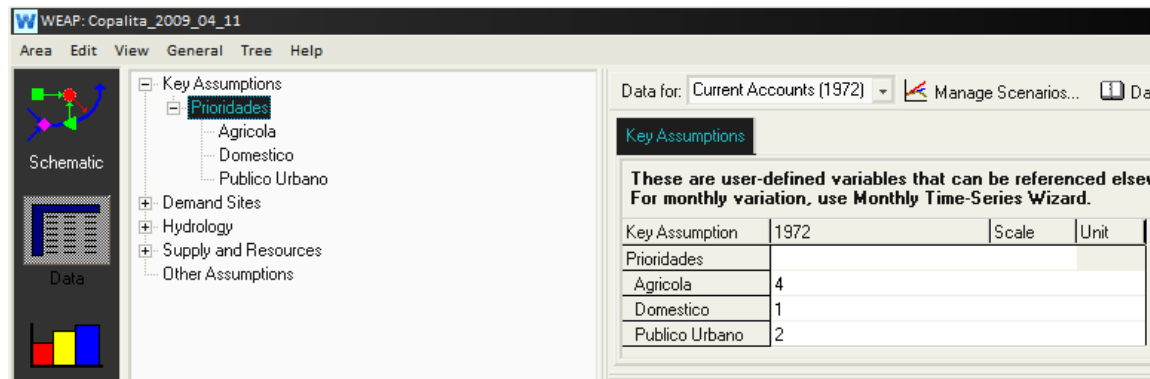 WEAP: Copalita_2009_04_11
Area Edit View General Tree Help
Schematic
Data
Key Assumptions
Prioridades
Agricola
Domestico
Publico Urbano
Demand Sites
Hydrology
Supply and Resources
Other Assumptions
Data for: Current Accounts (1972) Manage Scenarios... Da
Key Assumptions
These are user-defined variables that can be referenced elsew
For monthly variation, use Monthly Time-Series Wizard.
Key Assumption 1972 Scale Unit
Prioridades
Agricola 4
Domestico 1
Publico Urbano 2